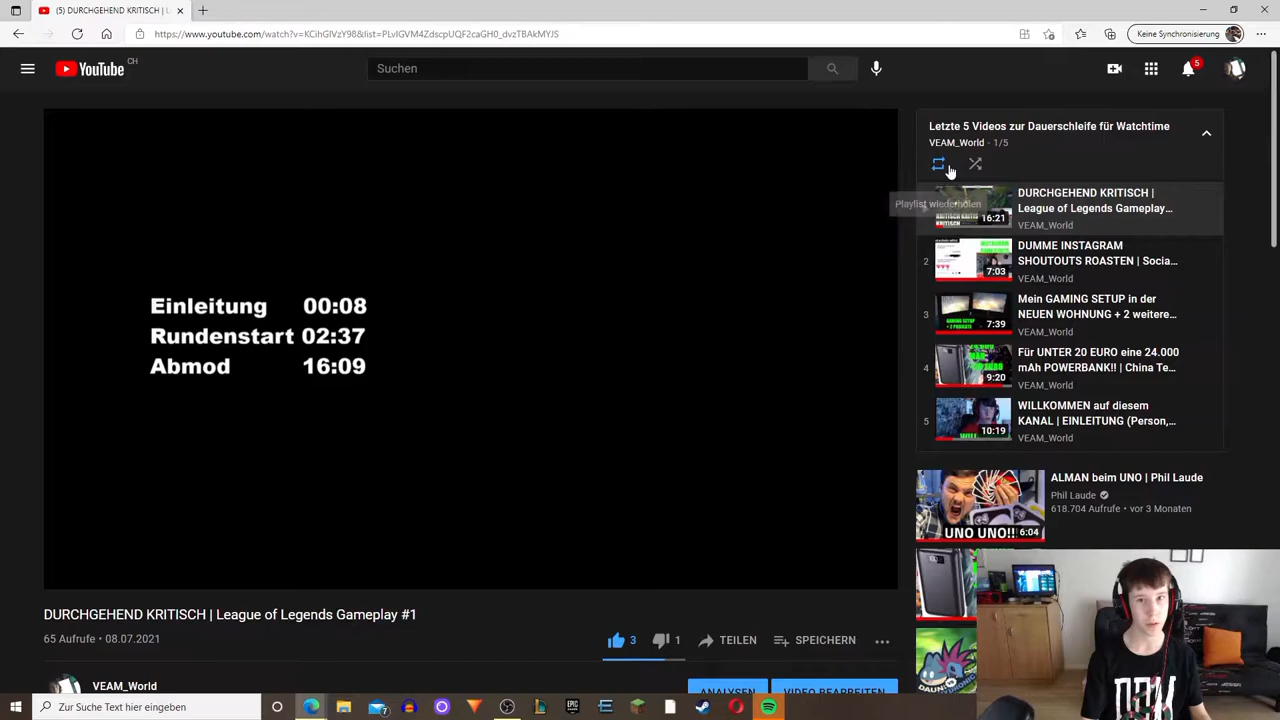 (5) DURCHGEHEND KRITISCH | L
https://www.youtube.com/watch?v=KCihGIVzY98&list=PLvIGVM4ZdscpUQF2caGH0_dvzTBAkMYJS
Keine Synchronisierung
YouTube CH
Suchen
5
Einleitung 00:08
Rundenstart 02:37
Abmod 16:09
Letzte 5 Videos zur Dauerschleife für Watchtime
VEAM_World - 1/5
Playlist wiederholen
16:21
DURCHGEHEND KRITISCH |
League of Legends Gameplay...
VEAM_World
2
7:03
DUMME INSTAGRAM
SHOUTOUTS ROASTEN | Socia...
VEAM_World
3
GAMING SETUP
7:39
Mein GAMING SETUP in der
NEUEN WOHNUNG + 2 weitere...
VEAM_World
4
9:20
Für UNTER 20 EURO eine 24.000
mAh POWERBANK!! | China Te...
VEAM_World
5
10:19
WILLKOMMEN auf diesem
KANAL | EINLEITUNG (Person,...
VEAM_World
UNO UNO!!
6:04
ALMAN beim UNO | Phil Laude
Phil Laude
618.704 Aufrufe • vor 3 Monaten
DURCHGEHEND KRITISCH | League of Legends Gameplay #1
65 Aufrufe • 08.07.2021
3
1
TEILEN
SPEICHERN
VEAM_World
ANALYSEN
VIDEO BEARBEITEN
Zur Suche Text hier eingeben